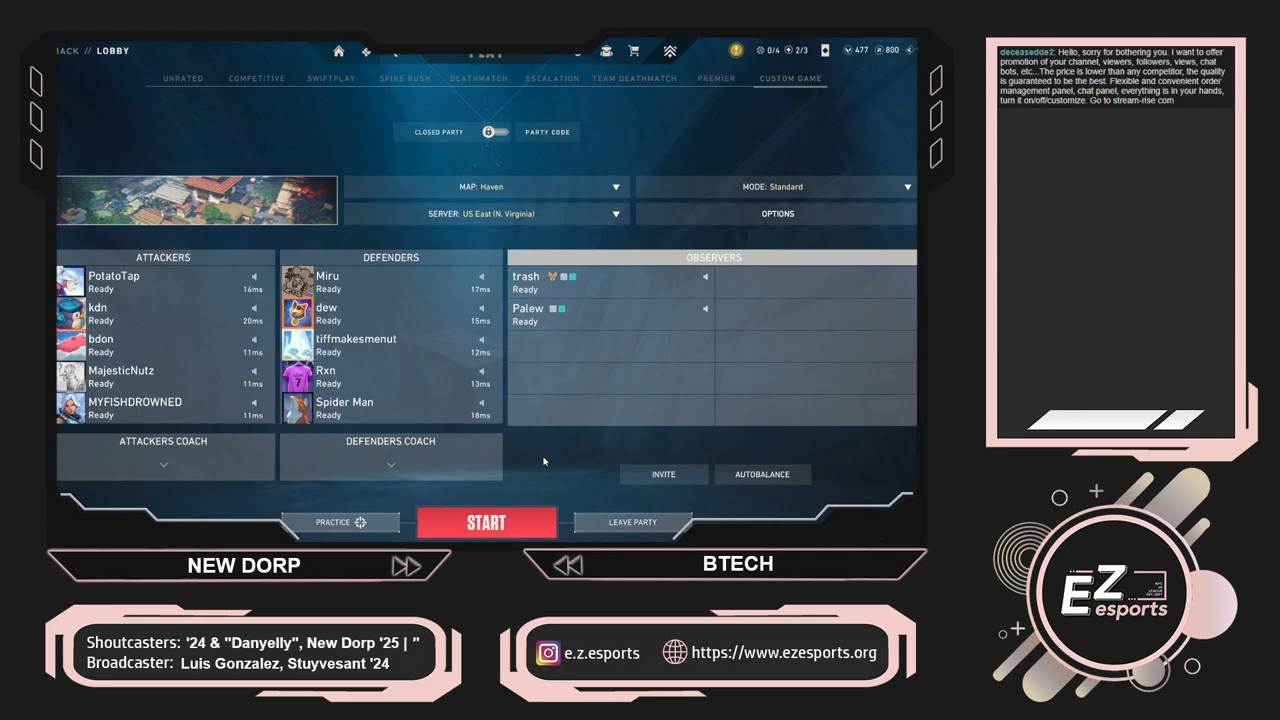 ACK // LOBBY
0/4 2/3 477 800
UNRATED COMPETITIVE SWIFTPLAY SPIKE RUSH DEATHMATCH ESCALATION TEAM DEATHMATCH PREMIER CUSTOM GAME
CLOSED PARTY PARTY CODE
MAP: Haven MODE: Standard
SERVER: US East (N. Virginia) OPTIONS
ATTACKERS DEFENDERS OBSERVERS
PotatoTap Miru trash
Ready 16ms Ready 17ms Ready
kdn dew Palew
Ready 20ms Ready 15ms Ready
bdon tiffmakesmenut
Ready 11ms Ready 12ms
MajesticNutz Rxn
Ready 11ms Ready 13ms
MYFISHDROWNED Spider Man
Ready 11ms Ready 18ms
ATTACKERS COACH DEFENDERS COACH
INVITE AUTOBALANCE
PRACTICE START LEAVE PARTY
NEW DORP BTECH
Shoutcasters: '24 & "Danyelly", New Dorp '25 | "
Broadcaster: Luis Gonzalez, Stuyvesant '24
e.z.esports https://www.ezesports.org
deceasedde2: Hello, sorry for bothering you. I want to offer
promotion of your channel, viewers, followers, views, chat
bots, etc...The price is lower than any competitor, the quality
is guaranteed to be the best. Flexible and convenient order
management panel, chat panel, everything is in your hands,
turn it on/off/customize. Go to stream-rise com
EZ
esports